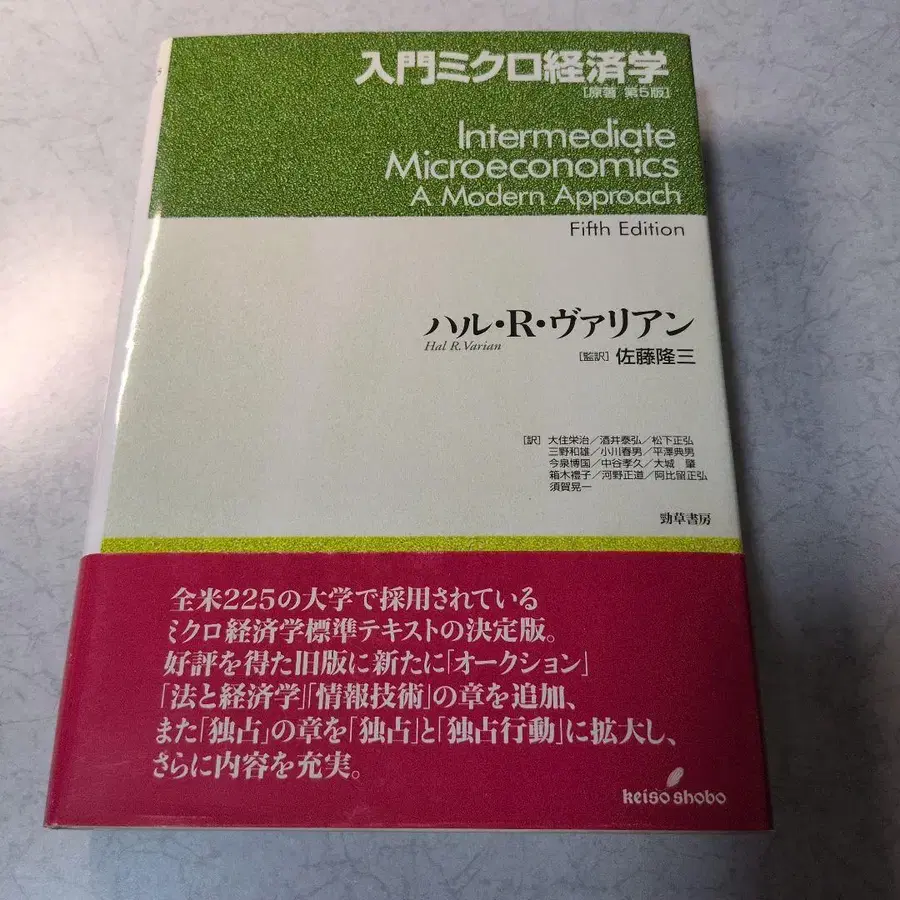 入門ミクロ経済学
[原著 第5版]
Intermediate
Microeconomics
A Modern Approach
Fifth Edition
ハル・R・ヴァリアン
Hal R. Varian
[監訳] 佐藤隆三
[訳] 大住栄治/酒井泰弘/松下正弘
三野和雄/小川春男/平澤典男
今泉博国/中谷孝久/大城 肇
箱木禮子/河野正道/阿比留正弘
須賀晃一
勁草書房
全米225の大学で採用されている
ミクロ経済学標準テキストの決定版。
好評を得た旧版に新たに「オークション」
「法と経済学」「情報技術」の章を追加、
また「独占」の章を「独占」と「独占行動」に拡大し、
さらに内容を充実。
keiso shobo